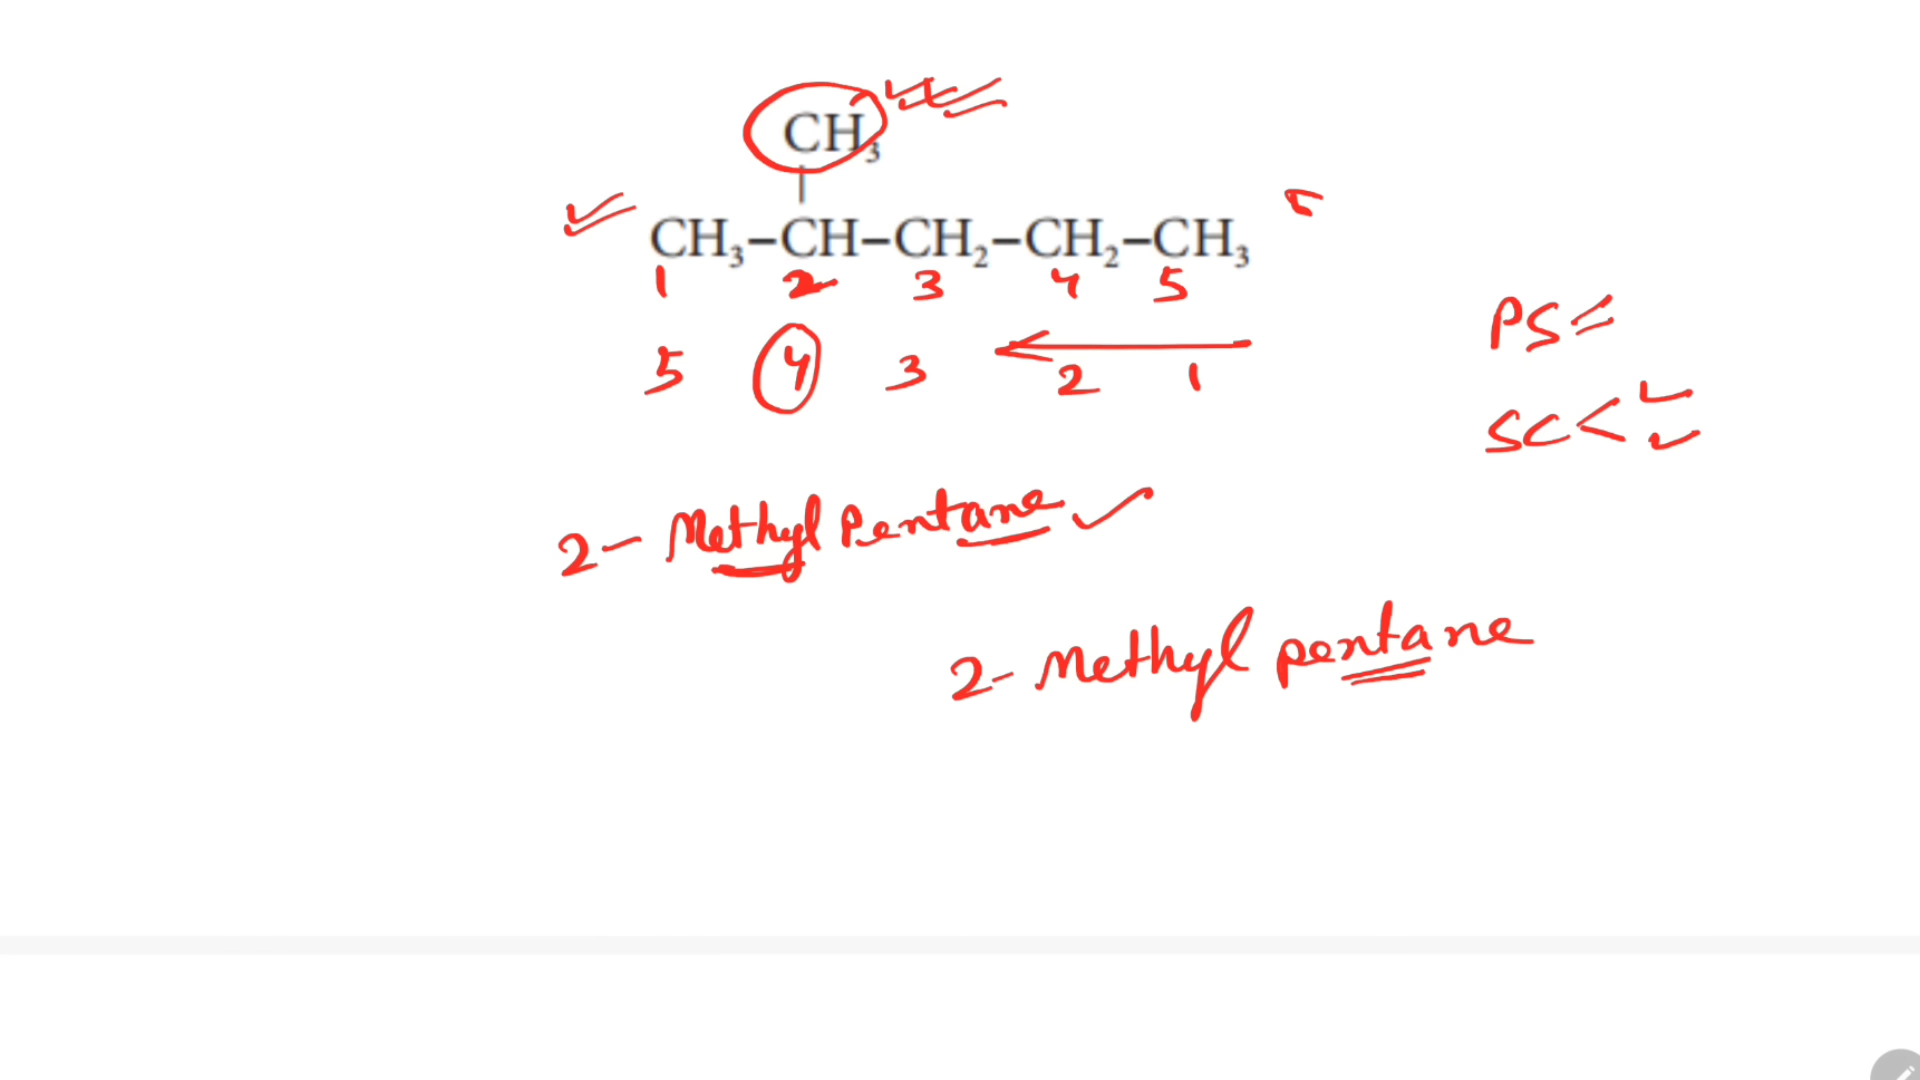 CH₃
CH₃–CH–CH₂–CH₂–CH₃
5
1 2 3 4 5
5 4 3 2 1
PS
SC
2- Methyl Pentane
2- Methyl pentane